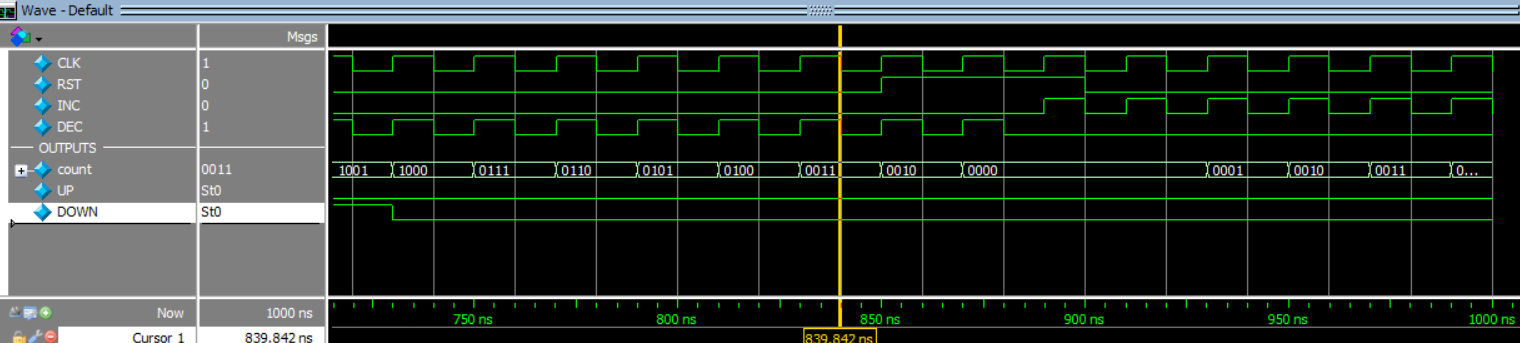 Wave - Default
Msgs
CLK 1
RST 0
INC 0
DEC 1
OUTPUTS
count 0011 1001 1000 0111 0110 0101 0100 0011 0010 0000 0001 0010 0011 0...
UP St0
DOWN St0
Now 1000 ns 750 ns 800 ns 850 ns 900 ns 950 ns 1000 ns
Cursor 1 839.842 ns 839.842 ns